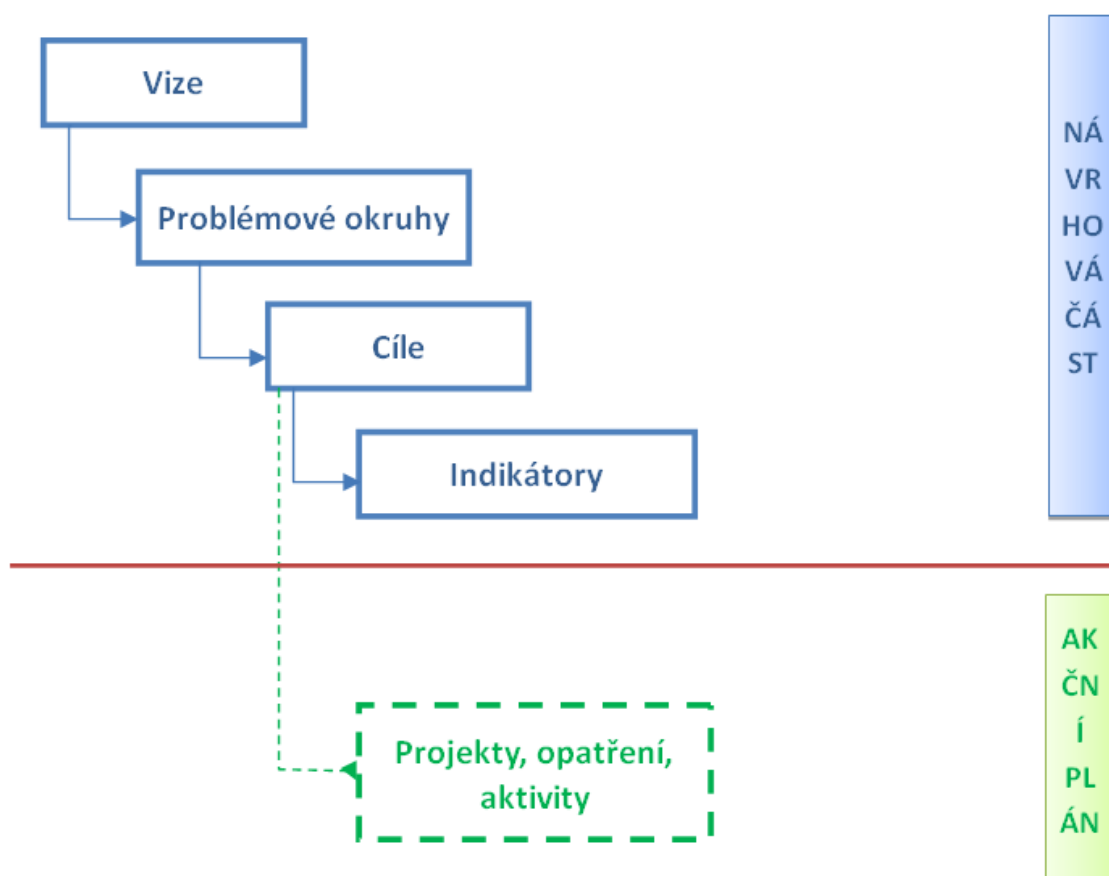 Vize
Problémové okruhy
Cíle
Indikátory
NÁ
VR
HO
VÁ
ČÁ
ST
Projekty, opatření,
aktivity
AK
ČN
Í
PL
ÁN